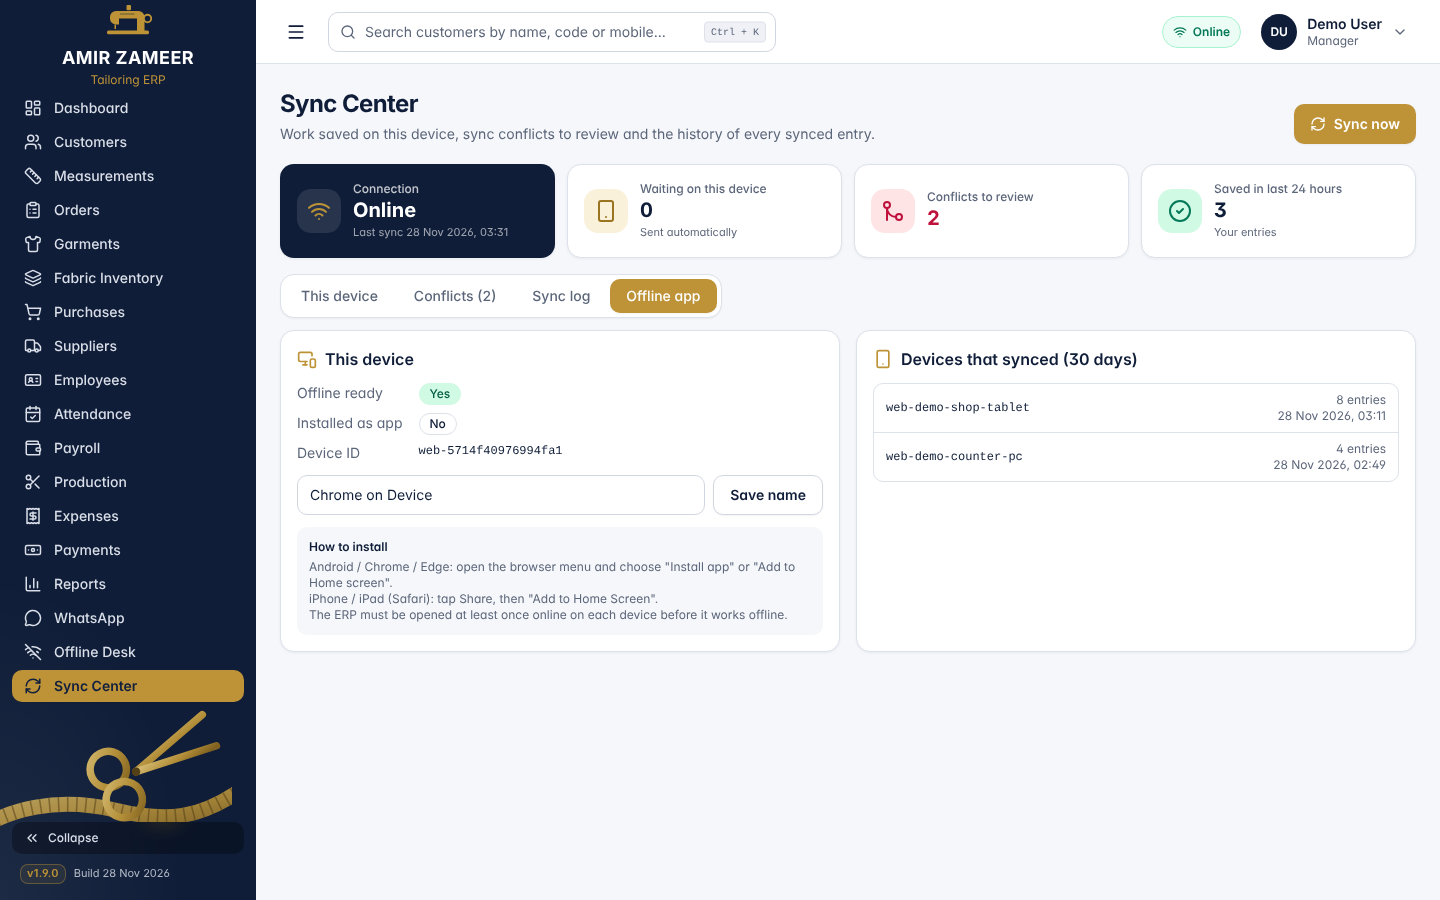 AMIR ZAMEER
Tailoring ERP
Dashboard
Customers
Measurements
Orders
Garments
Fabric Inventory
Purchases
Suppliers
Employees
Attendance
Payroll
Production
Expenses
Payments
Reports
WhatsApp
Offline Desk
Sync Center
Collapse
v1.9.0 Build 28 Nov 2026
Search customers by name, code or mobile... Ctrl + K
Online
DU
Demo User
Manager
Sync Center
Work saved on this device, sync conflicts to review and the history of every synced entry.
Sync now
Connection
Online
Last sync 28 Nov 2026, 03:31
Waiting on this device
0
Sent automatically
Conflicts to review
2
Saved in last 24 hours
3
Your entries
This device Conflicts (2) Sync log Offline app
This device
Offline ready Yes
Installed as app No
Device ID web-5714f40976994fa1
Chrome on Device Save name
How to install
Android / Chrome / Edge: open the browser menu and choose "Install app" or "Add to
Home screen".
iPhone / iPad (Safari): tap Share, then "Add to Home Screen".
The ERP must be opened at least once online on each device before it works offline.
Devices that synced (30 days)
web-demo-shop-tablet
8 entries
28 Nov 2026, 03:11
web-demo-counter-pc
4 entries
28 Nov 2026, 02:49